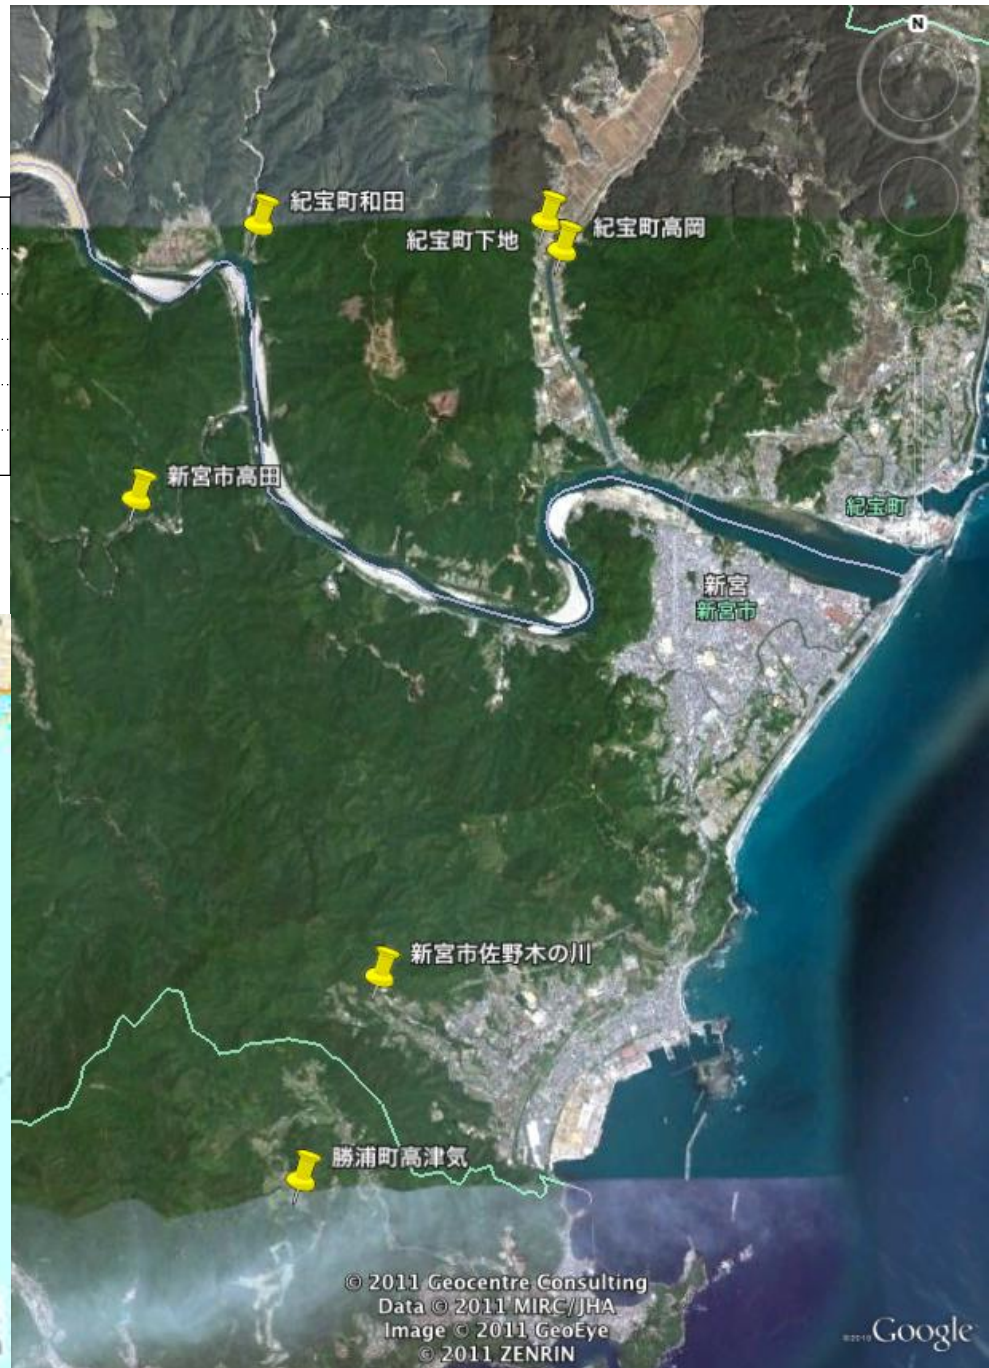 N
紀宝町和田
紀宝町高岡
紀宝町下地
新宮市高田
紀宝町
新宮
新宮市
新宮市佐野木の川
勝浦町高津気
© 2011 Geocentre Consulting
Data © 2011 MIRC/JHA
Image © 2011 GeoEye
© 2011 ZENRIN
©2010 Google